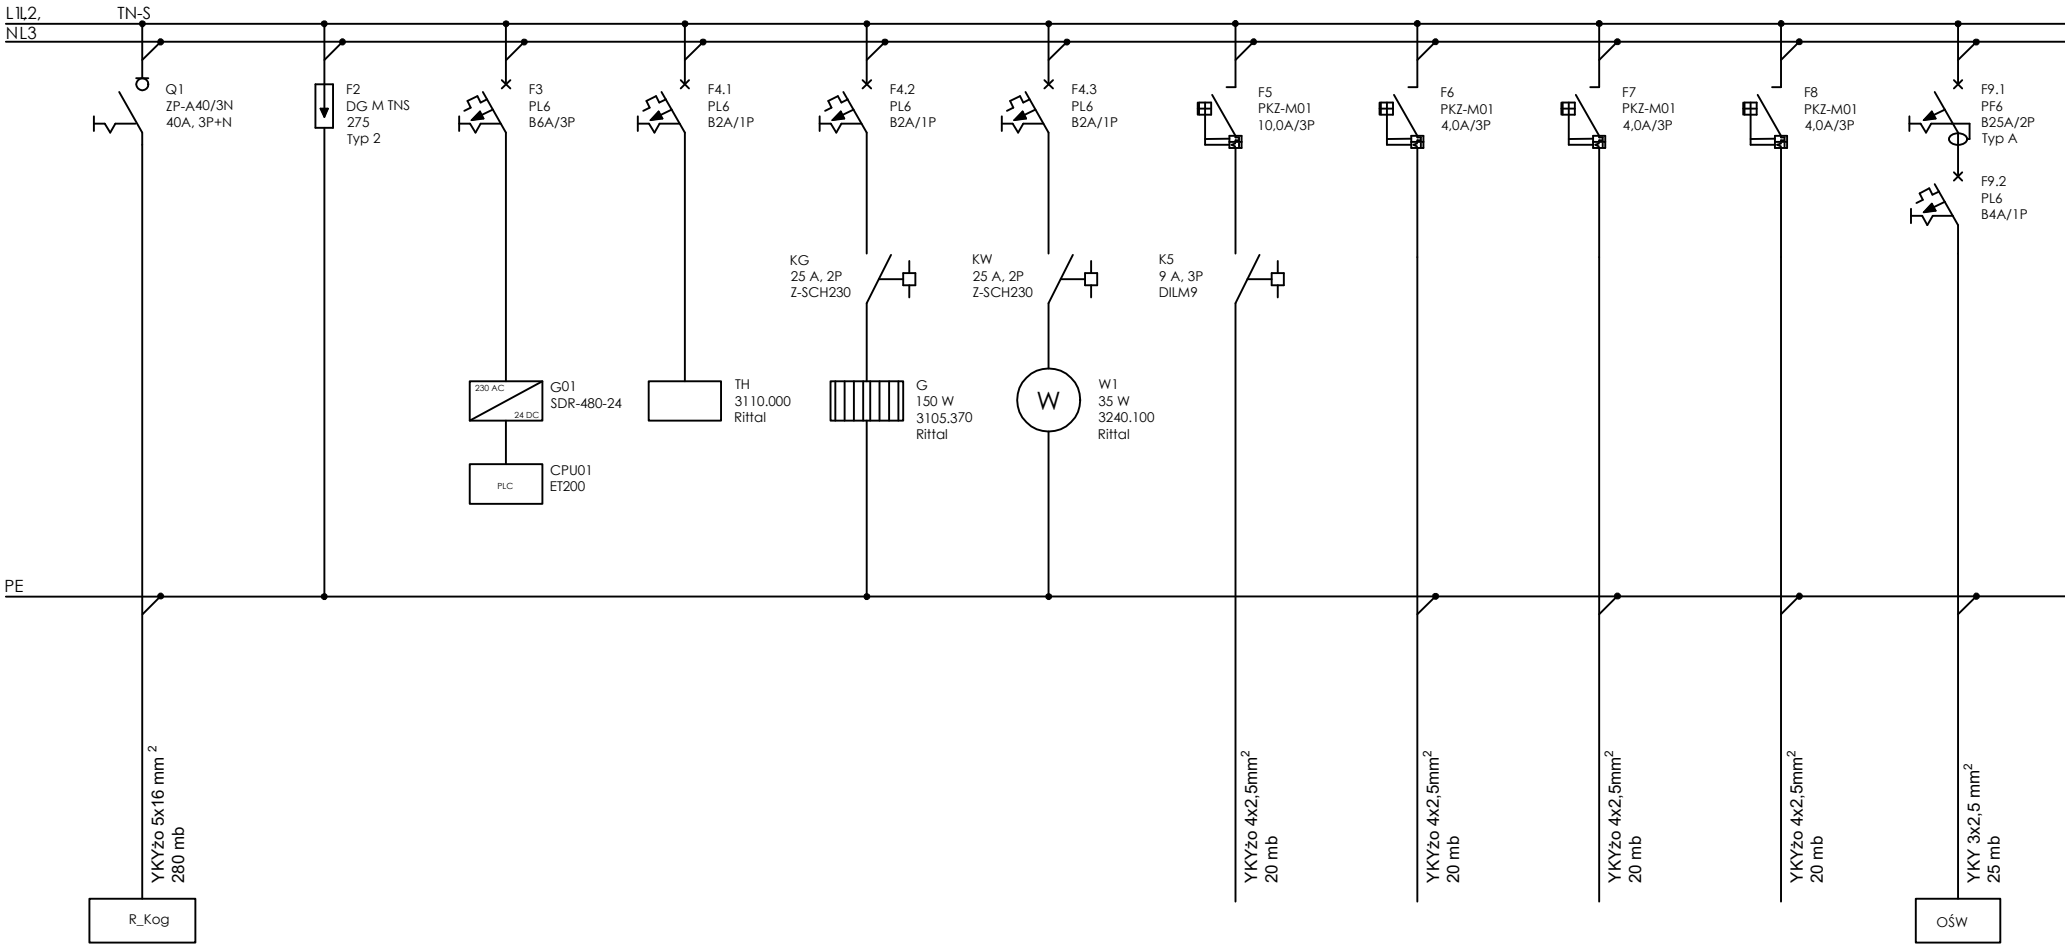 L1L2,
TN-S
NL3
Q1
ZP-A40/3N
40A, 3P+N
F2
DG M TNS
275
Typ 2
F3
PL6
B6A/3P
F4.1
PL6
B2A/1P
F4.2
PL6
B2A/1P
F4.3
PL6
B2A/1P
F5
PKZ-M01
10,0A/3P
F6
PKZ-M01
4,0A/3P
F7
PKZ-M01
4,0A/3P
F8
PKZ-M01
4,0A/3P
F9.1
PF6
B25A/2P
Typ A
F9.2
PL6
B4A/1P
KG
25 A, 2P
Z-SCH230
KW
25 A, 2P
Z-SCH230
K5
9 A, 3P
DILM9
230 AC
24 DC
G01
SDR-480-24
TH
3110.000
Rittal
G
150 W
3105.370
Rittal
W
W1
35 W
3240.100
Rittal
PLC
CPU01
ET200
PE
YKYżo 5x16 mm²
280 mb
YKYżo 4x2,5mm²
20 mb
YKYżo 4x2,5mm²
20 mb
YKYżo 4x2,5mm²
20 mb
YKYżo 4x2,5mm²
20 mb
YKY 3x2,5 mm²
25 mb
R_Kog
OŚW